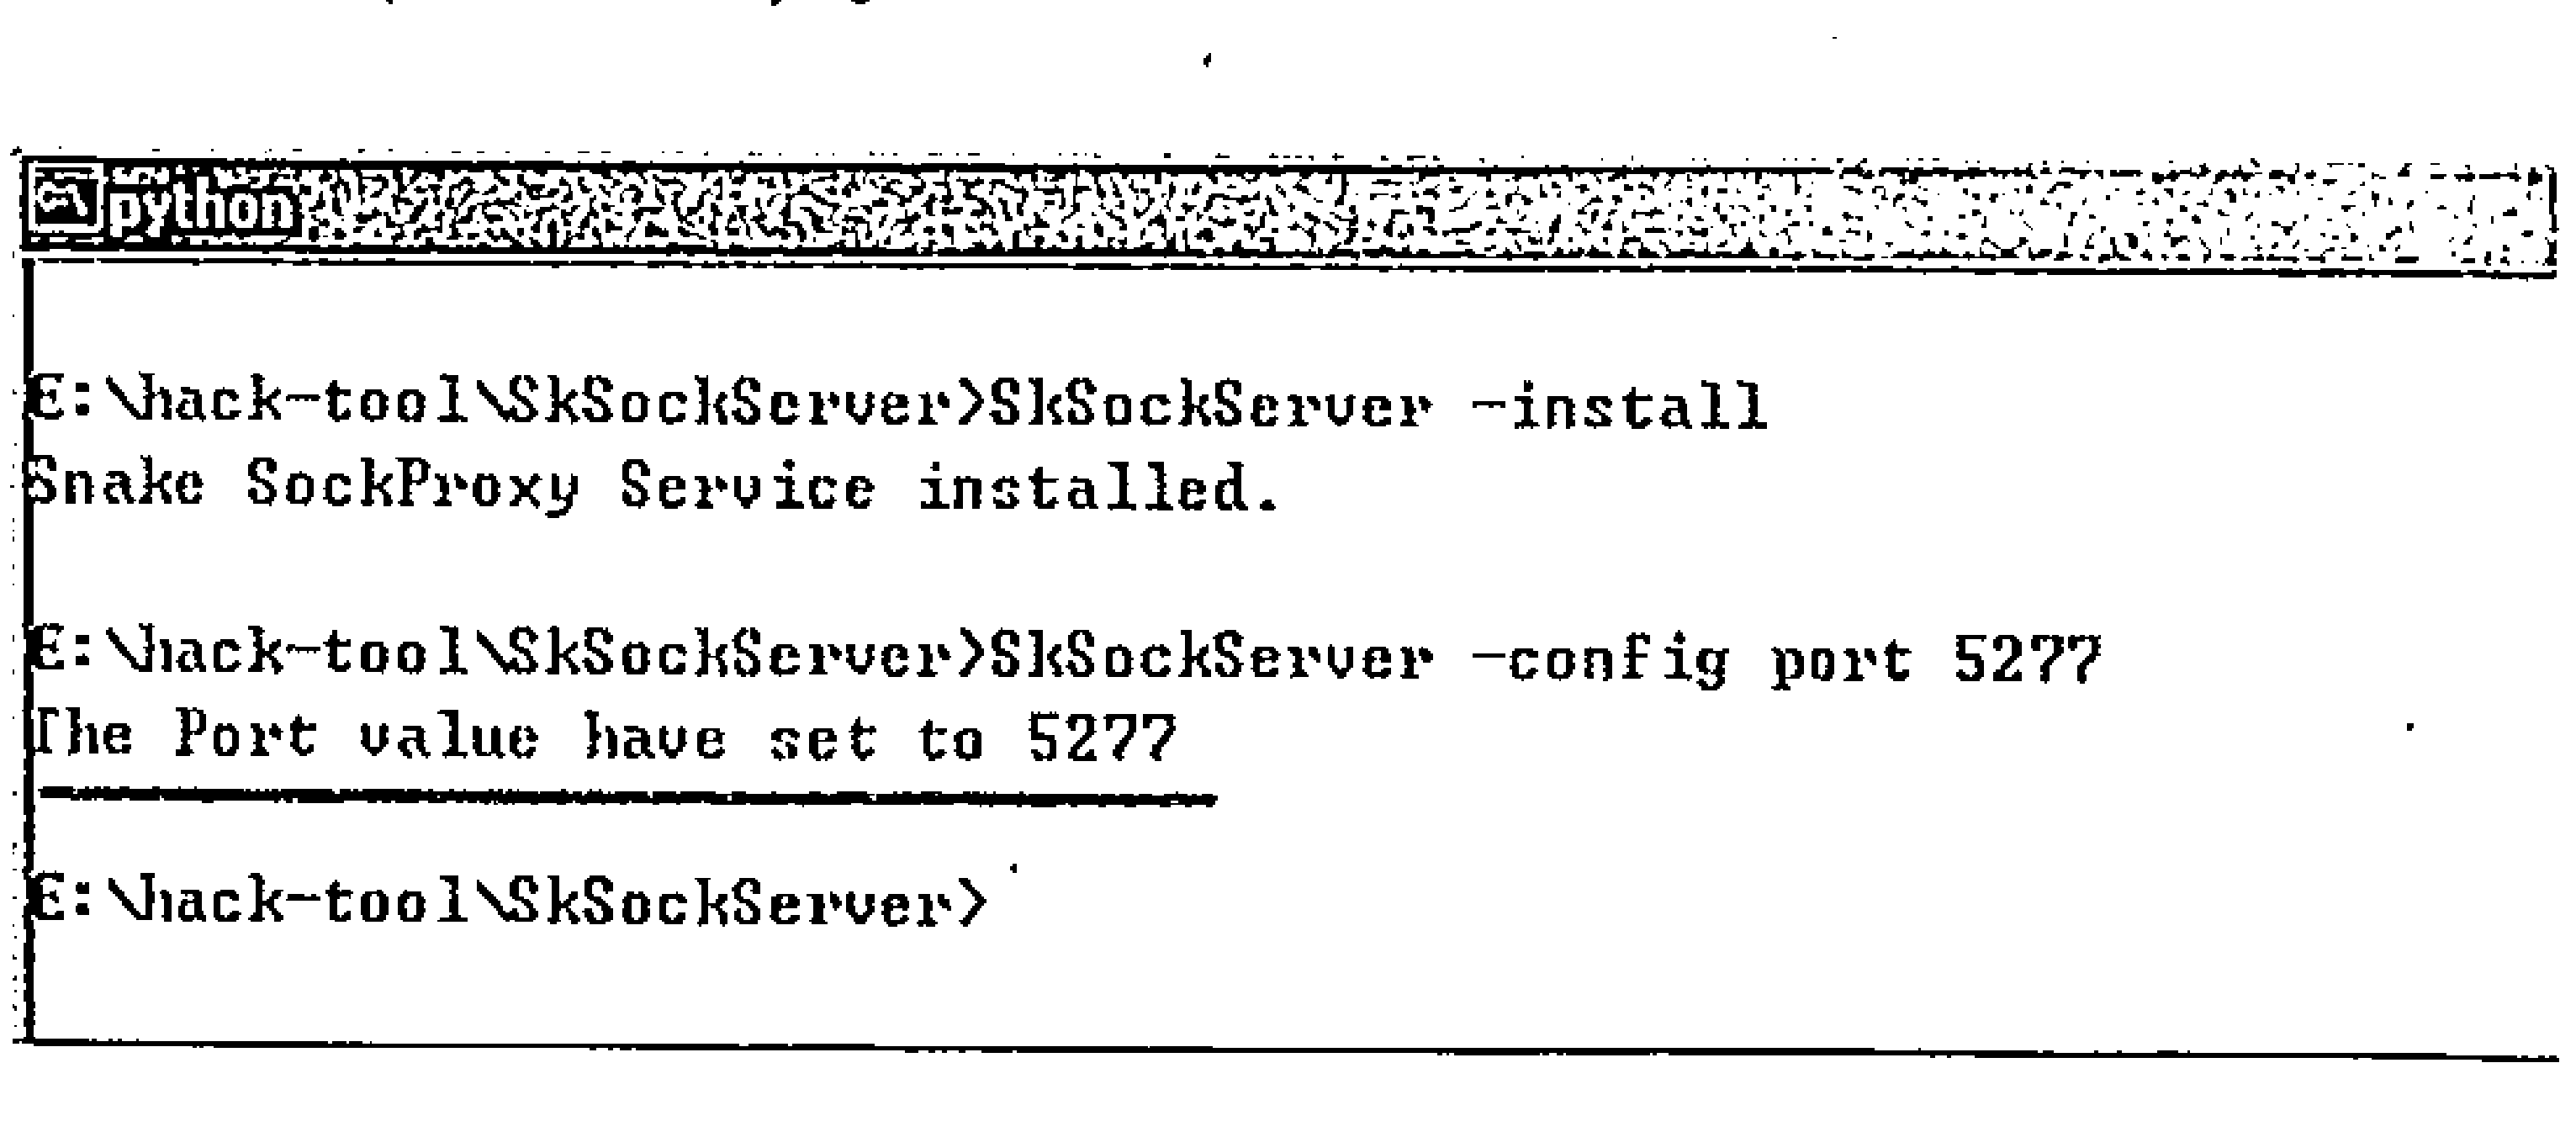 python
E:\hack-tool\SkSockServer>SkSockServer -install
Snake SockProxy Service installed.
E:\hack-tool\SkSockServer>SkSockServer -config port 5277
The Port value have set to 5277
E:\hack-tool\SkSockServer>